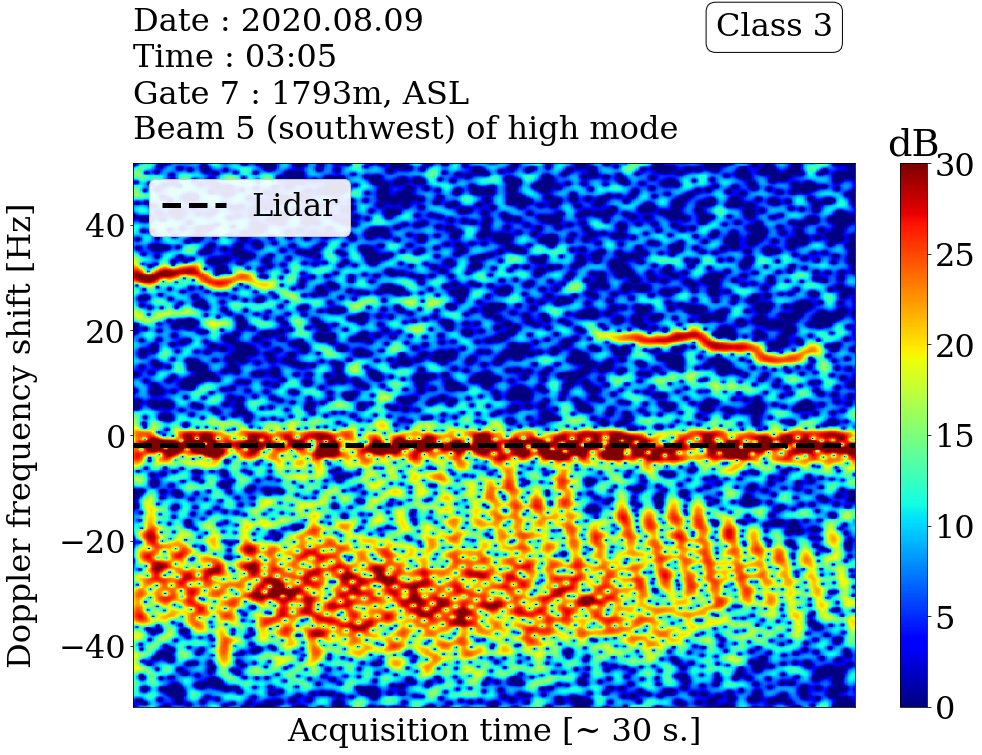 Date : 2020.08.09
Time : 03:05
Gate 7 : 1793m, ASL
Beam 5 (southwest) of high mode
Class 3
dB
Lidar
Doppler frequency shift [Hz]
40
20
0
−20
−40
Acquisition time [~ 30 s.]
30
25
20
15
10
5
0